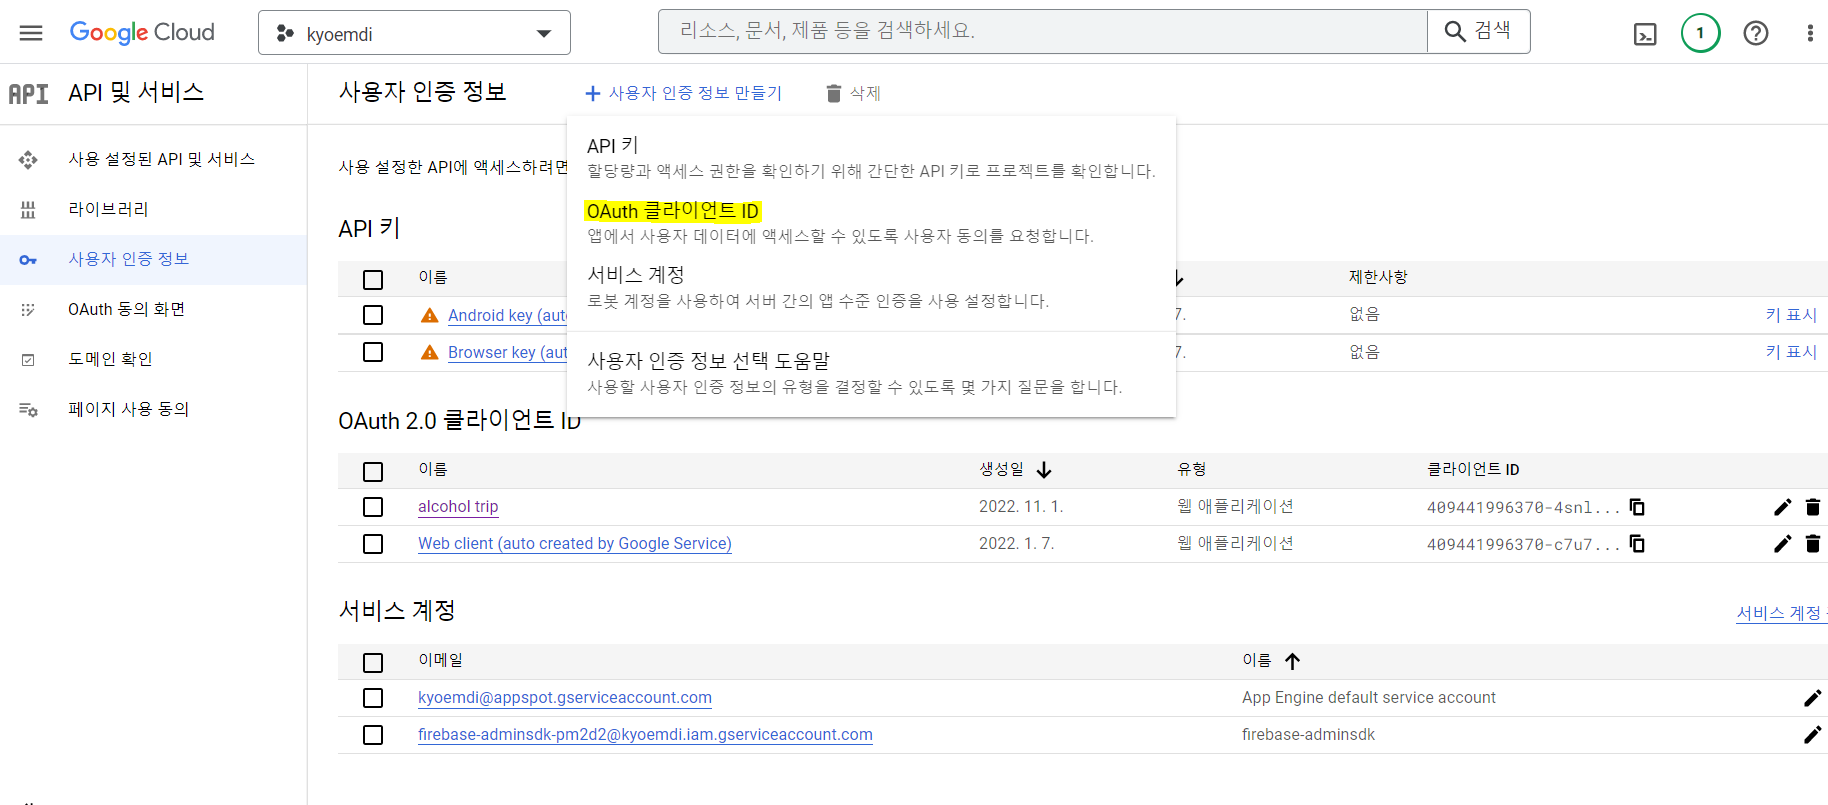 Google Cloud
kyoemdi
리소스, 문서, 제품 등을 검색하세요.
검색
1
API
API 및 서비스
사용자 인증 정보
사용자 인증 정보 만들기
삭제
사용 설정된 API 및 서비스
라이브러리
사용자 인증 정보
OAuth 동의 화면
도메인 확인
페이지 사용 동의
사용 설정한 API에 액세스하려면
API 키
할당량과 액세스 권한을 확인하기 위해 간단한 API 키로 프로젝트를 확인합니다.
OAuth 클라이언트 ID
앱에서 사용자 데이터에 액세스할 수 있도록 사용자 동의를 요청합니다.
서비스 계정
로봇 계정을 사용하여 서버 간의 앱 수준 인증을 사용 설정합니다.
사용자 인증 정보 선택 도움말
사용할 사용자 인증 정보의 유형을 결정할 수 있도록 몇 가지 질문을 합니다.
API 키
이름 제한사항
Android key (auto 7. 없음 키 표시
Browser key (aut 7. 없음 키 표시
OAuth 2.0 클라이언트 ID
이름 생성일 유형 클라이언트 ID
alcohol trip 2022. 11. 1. 웹 애플리케이션 409441996370-4snl...
Web client (auto created by Google Service) 2022. 1. 7. 웹 애플리케이션 409441996370-c7u7...
서비스 계정
서비스 계정
이메일 이름
kyoemdi@appspot.gserviceaccount.com App Engine default service account
firebase-adminsdk-pm2d2@kyoemdi.iam.gserviceaccount.com firebase-adminsdk